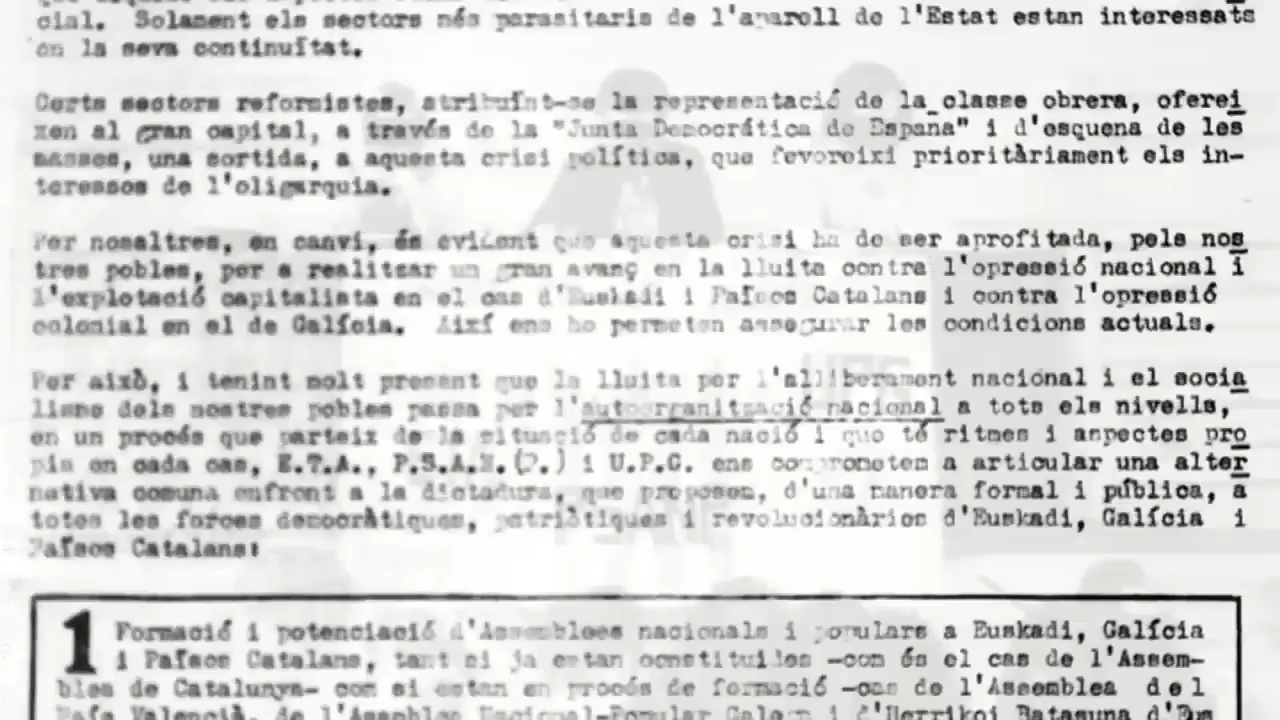 cial. Solament els sectors més parasitaris de l'aparell de l'Estat estan interessats
en la seva continuïtat.
Certs sectors reformistes, atribuïnt-se la representació de la classe obrera, oferei
xen al gran capital, a través de la "Junta Democrática de España" i d'esquena de les
masses, una sortida, a aquesta crisi política, que fevoreixi prioritàriament els in-
teressos de l'oligarquia.
Per nosaltres, en canvi, és evident que aquesta crisi ha de ser aprofitada, pels nos
tres pobles, per a realitzar un gran avanç en la lluita contra l'opressió nacional i
l'explotació capitalista en el cas d'Euskadi i Països Catalans i contra l'opressió
colonial en el de Galícia. Així ens ho permeten assegurar les condicions actuals.
Per això, i tenint molt present que la lluita per l'alliberament nacional i el socia
lisme dels nostres pobles passa per l'autoorganització nacional a tots els nivells,
en un procés que parteix de la situació de cada nació i que té ritmes i aspectes pro
pis en cada cas, E.T.A., P.S.A.N.(P.) i U.P.G. ens comprometem a articular una alter
nativa comuna enfront a la dictadura, que proposem, d'una manera formal i pública, a
totes les forces democràtiques, patriòtiques i revolucionàries d'Euskadi, Galícia i
Països Catalans:
1 Formació i potenciació d'Assemblees nacionals i populars a Euskadi, Galícia
i Països Catalans, tant si ja estan constituïdes -com és el cas de l'Assem-
blea de Catalunya- com si estan en procés de formació -cas de l'Assemblea del
País Valencià, de l'Asamblea Nacional-Popular Galega i d'Herriko Batasuna d'Eus